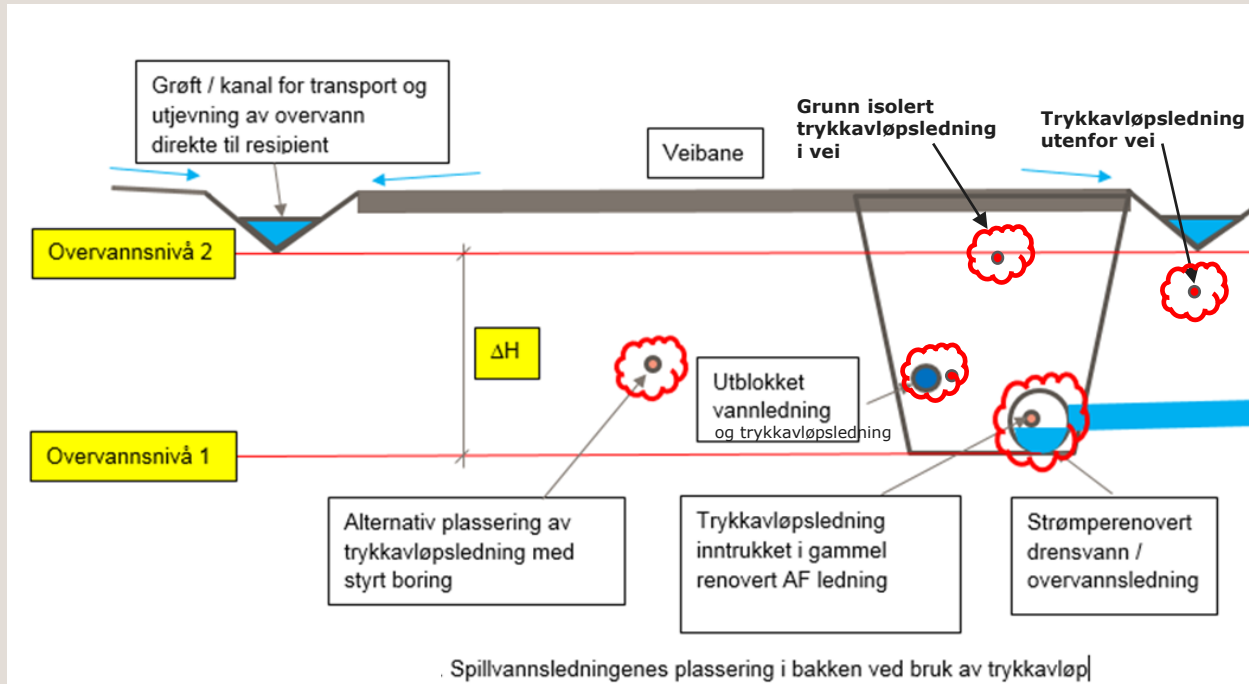 Grøft / kanal for transport og
utjevning av overvann
direkte til resipient
Veibane
Grunn isolert
trykkavløpsledning
i vei
Trykkavløpsledning
utenfor vei
Overvannsnivå 2
ΔH
Utblokket
vannledning
og trykkavløpsledning
Overvannsnivå 1
Alternativ plassering av
trykkavløpsledning med
styrt boring
Trykkavløpsledning
inntrukket i gammel
renovert AF ledning
Strømperenovert
drensvann /
overvannsledning
. Spillvannsledningenes plassering i bakken ved bruk av trykkavløp